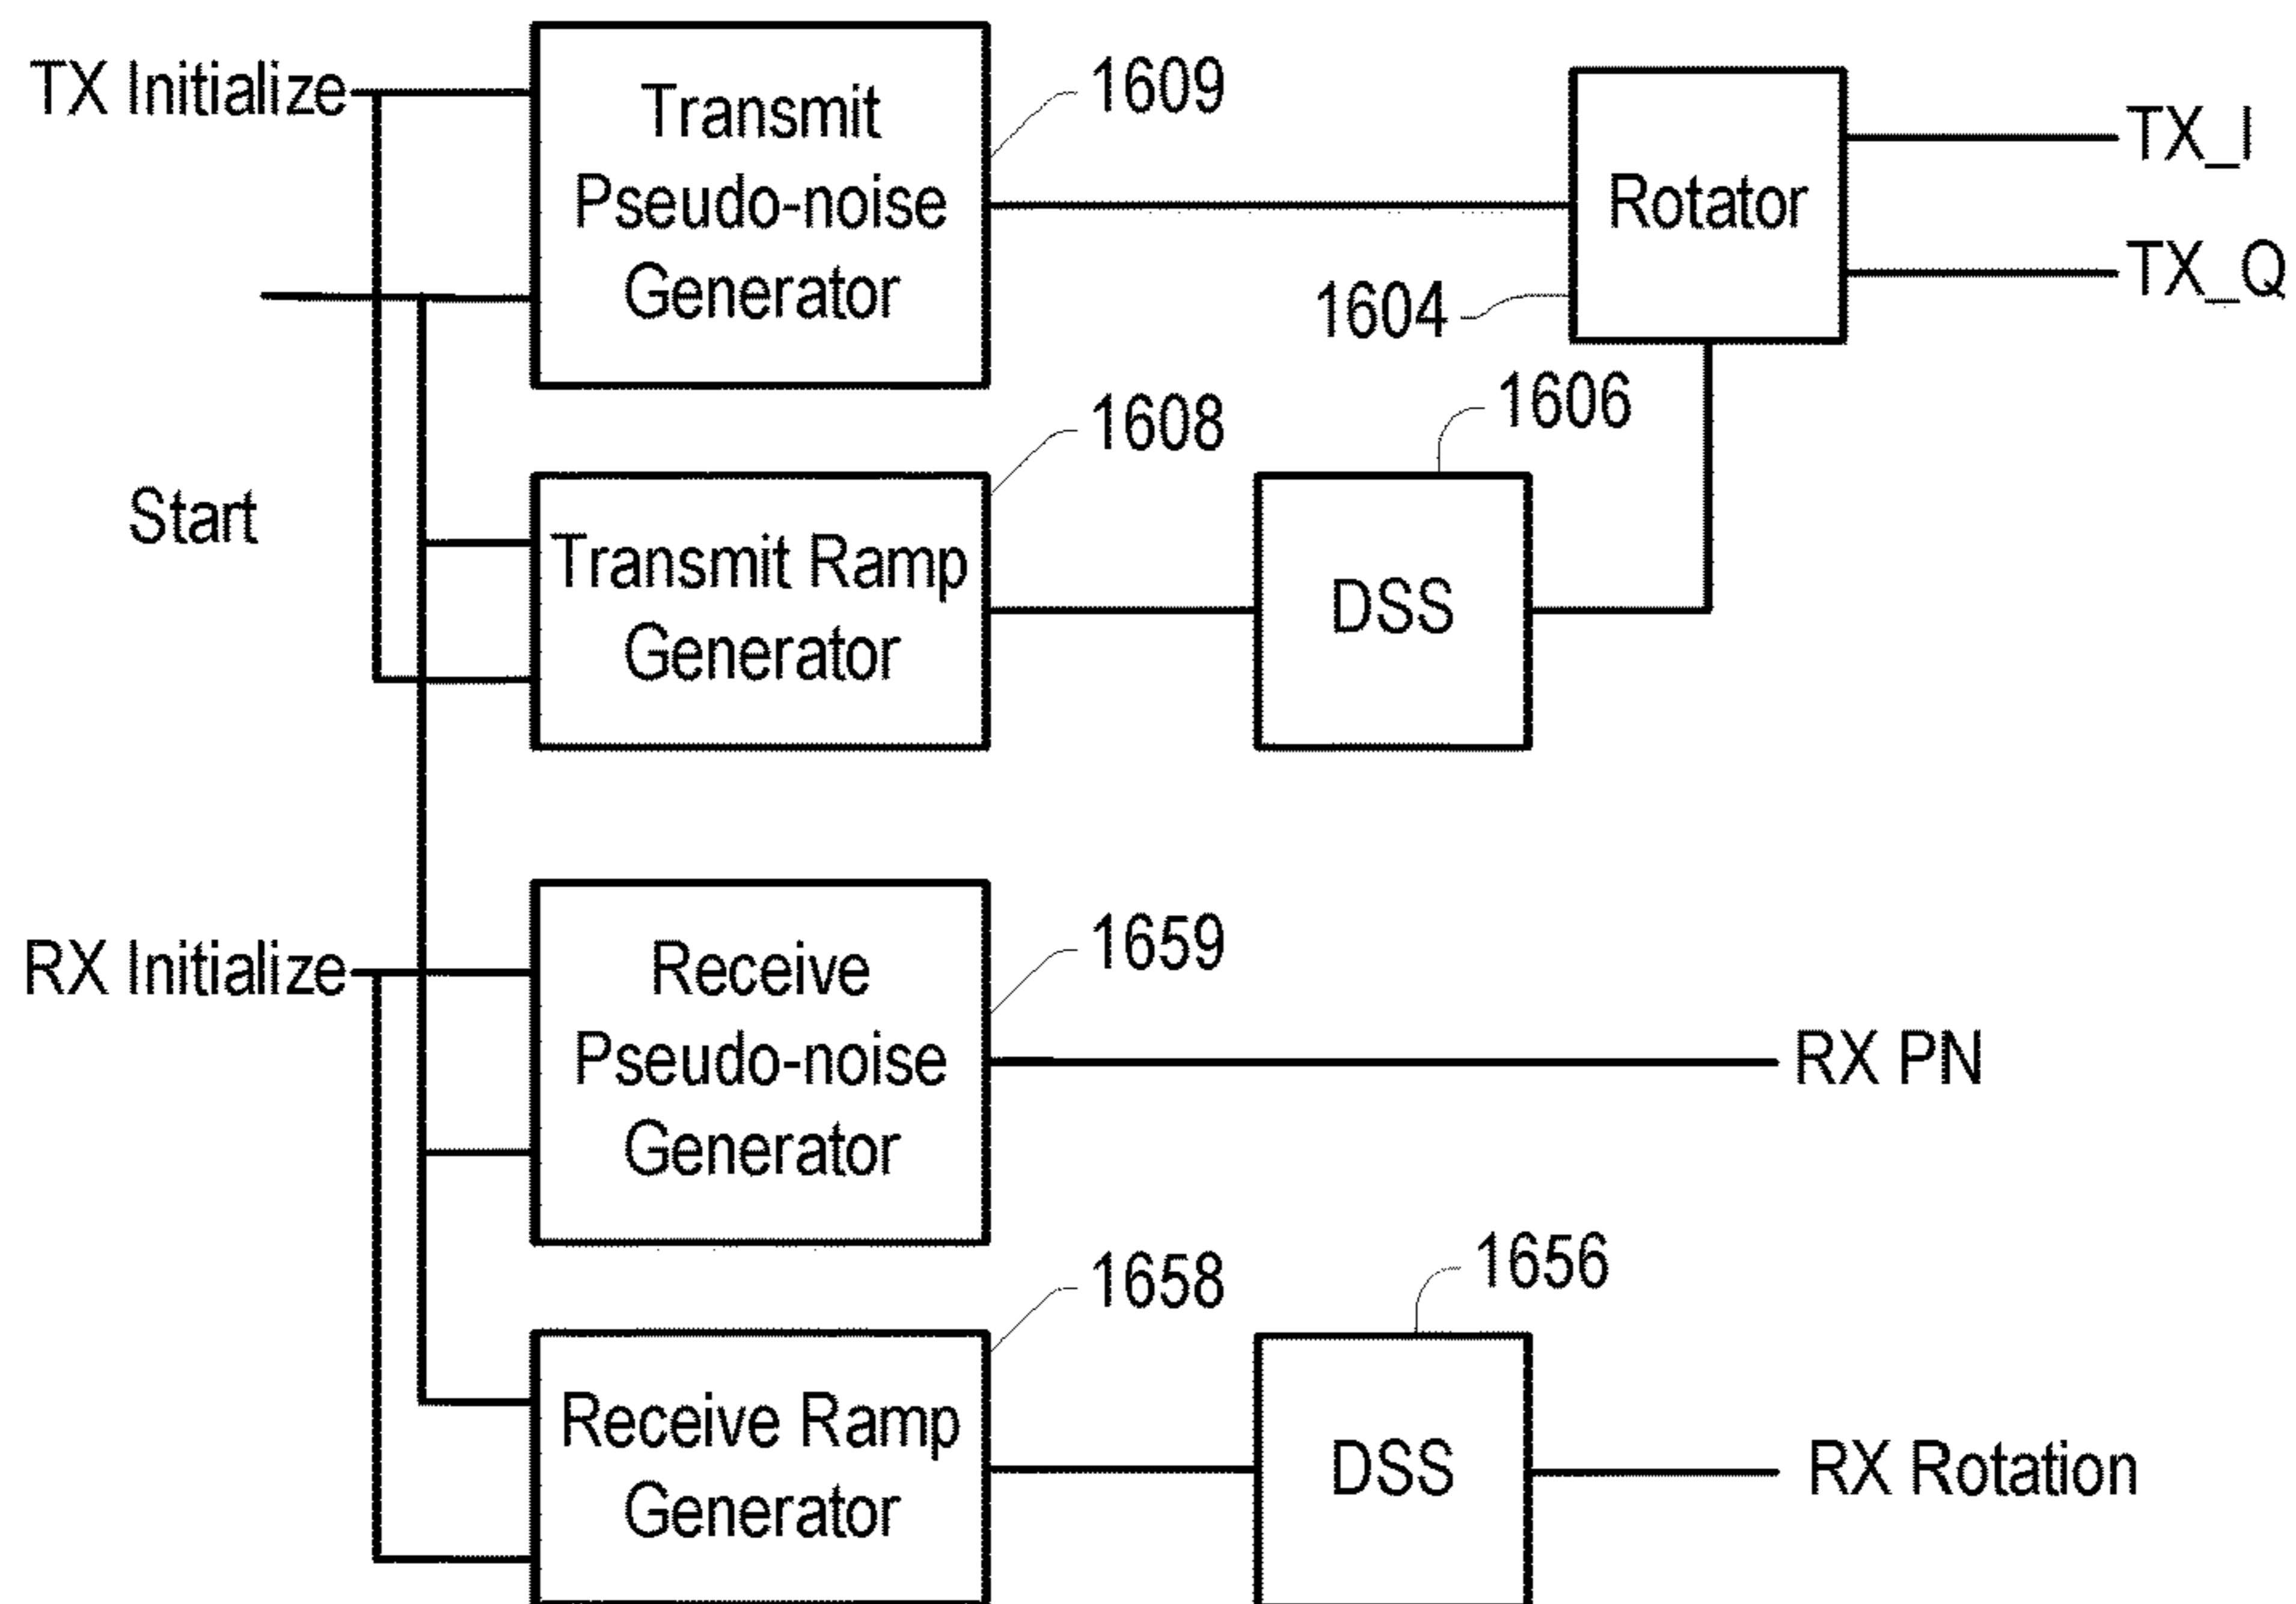 TX Initialize
Transmit
Pseudo-noise
Generator
1609
Rotator
TX_I
TX_Q
1604
Start
Transmit Ramp
Generator
1608
DSS
1606
RX Initialize
Receive
Pseudo-noise
Generator
1659
RX PN
Receive Ramp
Generator
1658
DSS
1656
RX Rotation